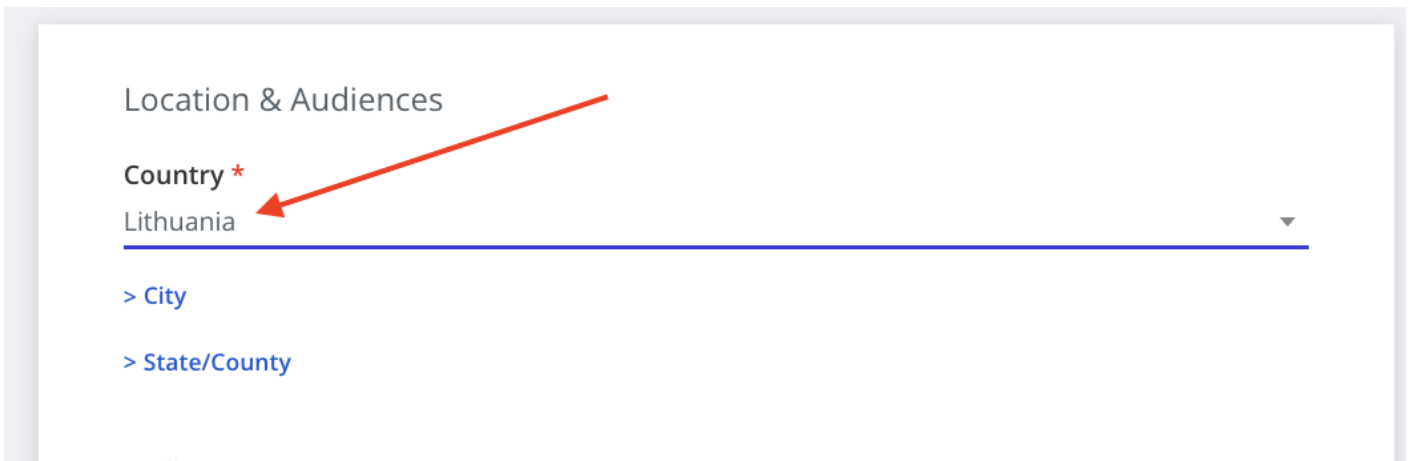 Location & Audiences
Country *
Lithuania
> City
> State/County